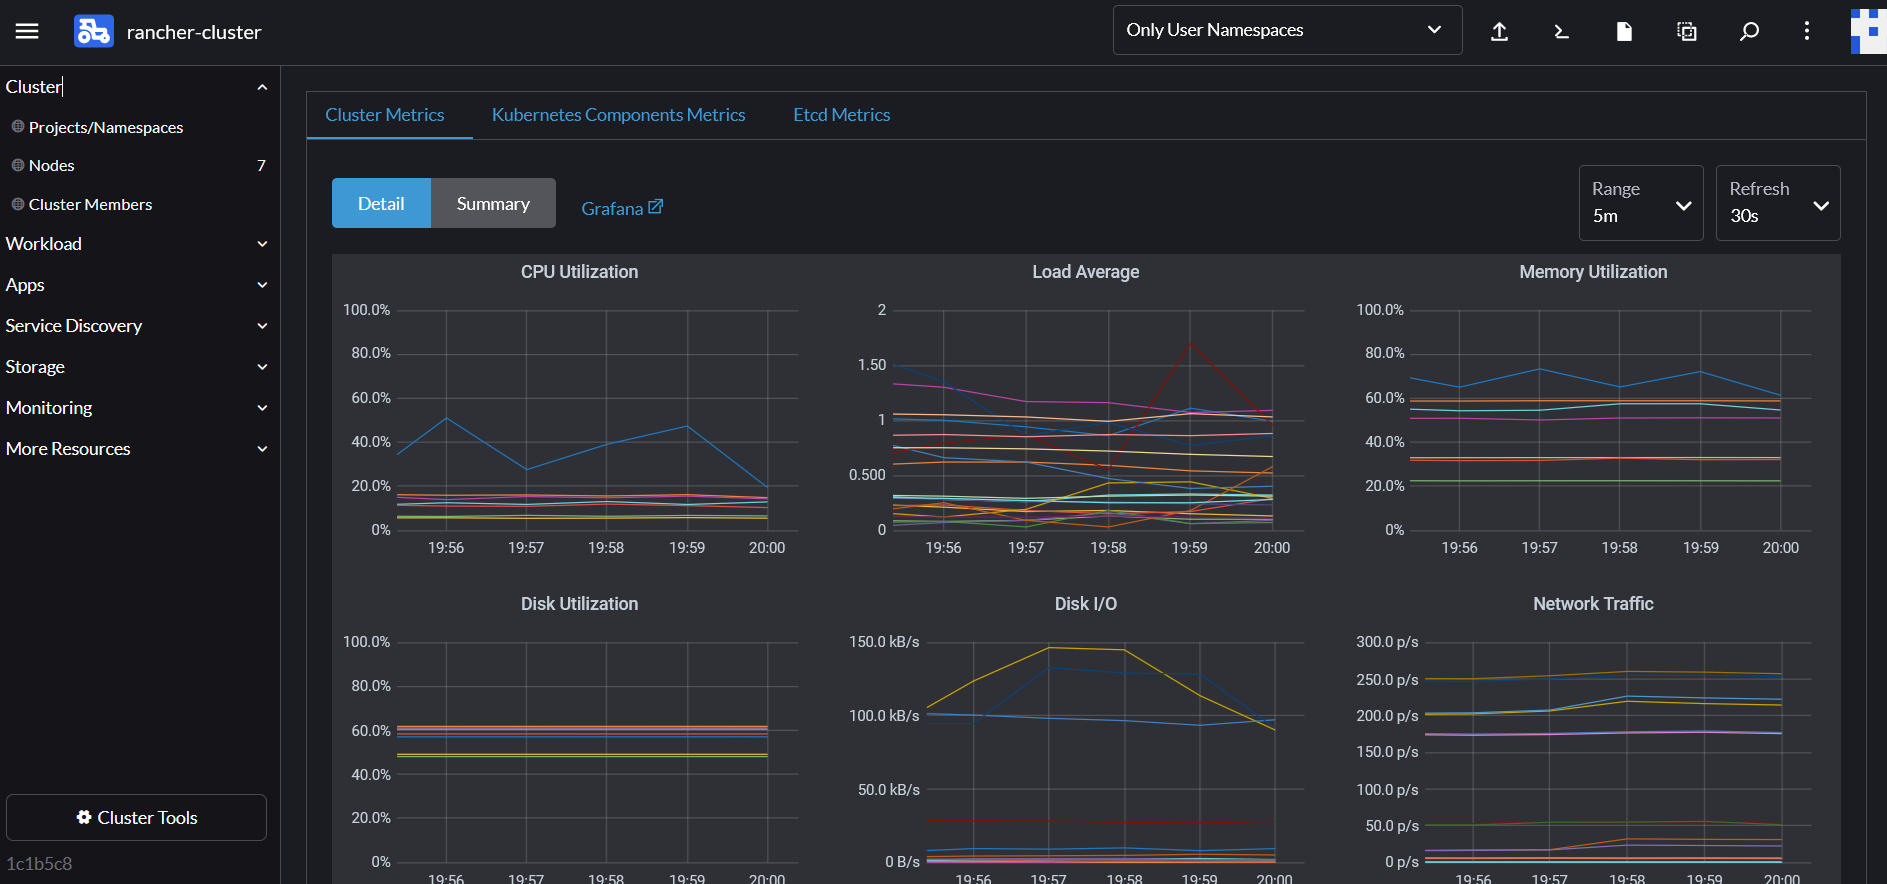 rancher-cluster
Only User Namespaces
Cluster
Projects/Namespaces
Nodes 7
Cluster Members
Workload
Apps
Service Discovery
Storage
Monitoring
More Resources
Cluster Tools
1c1b5c8
Cluster Metrics Kubernetes Components Metrics Etcd Metrics
Detail Summary Grafana
Range
5m
Refresh
30s
CPU Utilization
100.0%
80.0%
60.0%
40.0%
20.0%
0%
19:56 19:57 19:58 19:59 20:00
Load Average
2
1.50
1
0.500
0
19:56 19:57 19:58 19:59 20:00
Memory Utilization
100.0%
80.0%
60.0%
40.0%
20.0%
0%
19:56 19:57 19:58 19:59 20:00
Disk Utilization
100.0%
80.0%
60.0%
40.0%
20.0%
0%
19:56 19:57 19:58 19:59 20:00
Disk I/O
150.0 kB/s
100.0 kB/s
50.0 kB/s
0 B/s
19:56 19:57 19:58 19:59 20:00
Network Traffic
300.0 p/s
250.0 p/s
200.0 p/s
150.0 p/s
100.0 p/s
50.0 p/s
0 p/s
19:56 19:57 19:58 19:59 20:00